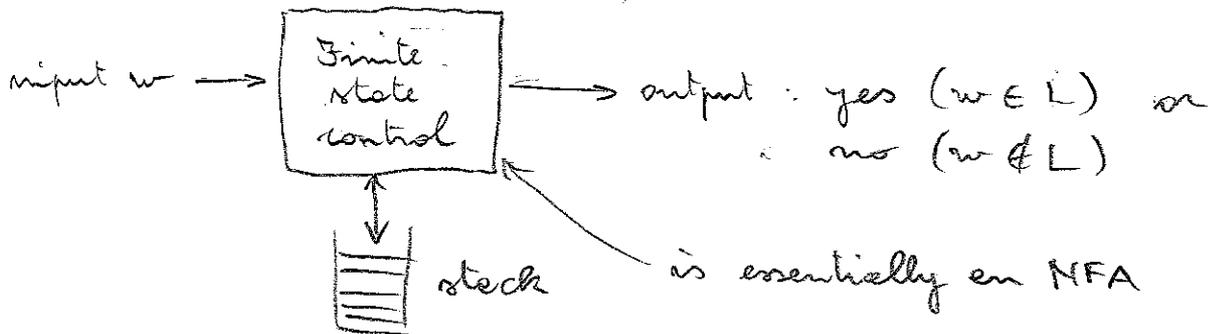 input w → Finite state control → output : yes (w ∈ L) or
no (w ∉ L)
stack
is essentially an NFA